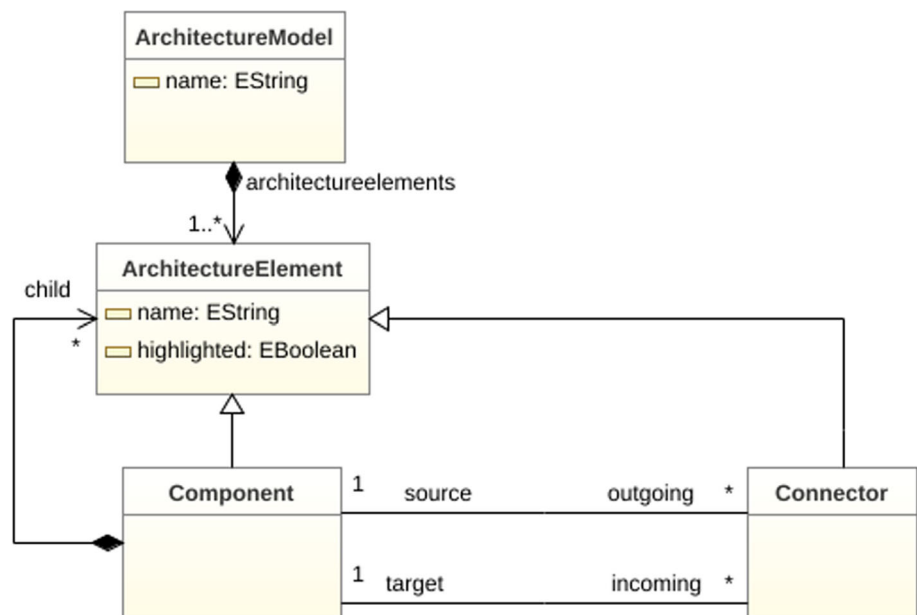 ArchitectureModel
name: EString
architectureelements
1..*
ArchitectureElement
child
name: EString
*
highlighted: EBoolean
Component
1 source outgoing *
Connector
1 target incoming *